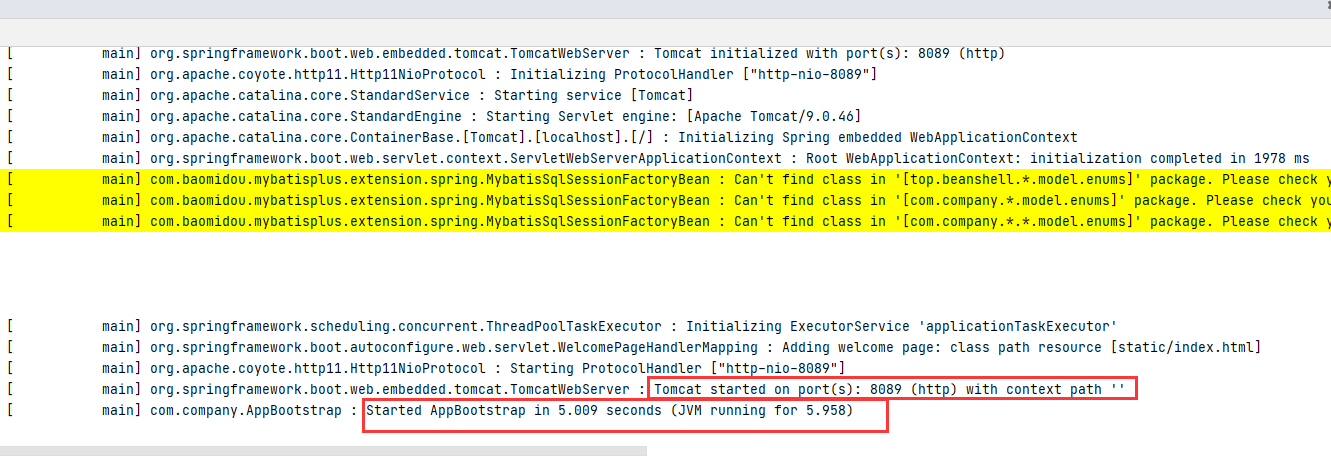 [           main] org.springframework.boot.web.embedded.tomcat.TomcatWebServer : Tomcat initialized with port(s): 8089 (http)
[           main] org.apache.coyote.http11.Http11NioProtocol : Initializing ProtocolHandler ["http-nio-8089"]
[           main] org.apache.catalina.core.StandardService : Starting service [Tomcat]
[           main] org.apache.catalina.core.StandardEngine : Starting Servlet engine: [Apache Tomcat/9.0.46]
[           main] org.apache.catalina.core.ContainerBase.[Tomcat].[localhost].[/] : Initializing Spring embedded WebApplicationContext
[           main] org.springframework.boot.web.servlet.context.ServletWebServerApplicationContext : Root WebApplicationContext: initialization completed in 1978 ms
[           main] com.baomidou.mybatisplus.extension.spring.MybatisSqlSessionFactoryBean : Can't find class in '[top.beanshell.*.model.enums]' package. Please check y
[           main] com.baomidou.mybatisplus.extension.spring.MybatisSqlSessionFactoryBean : Can't find class in '[com.company.*.model.enums]' package. Please check you
[           main] com.baomidou.mybatisplus.extension.spring.MybatisSqlSessionFactoryBean : Can't find class in '[com.company.*.*.model.enums]' package. Please check y
[           main] org.springframework.scheduling.concurrent.ThreadPoolTaskExecutor : Initializing ExecutorService 'applicationTaskExecutor'
[           main] org.springframework.boot.autoconfigure.web.servlet.WelcomePageHandlerMapping : Adding welcome page: class path resource [static/index.html]
[           main] org.apache.coyote.http11.Http11NioProtocol : Starting ProtocolHandler ["http-nio-8089"]
[           main] org.springframework.boot.web.embedded.tomcat.TomcatWebServer : Tomcat started on port(s): 8089 (http) with context path ''
[           main] com.company.AppBootstrap : Started AppBootstrap in 5.009 seconds (JVM running for 5.958)